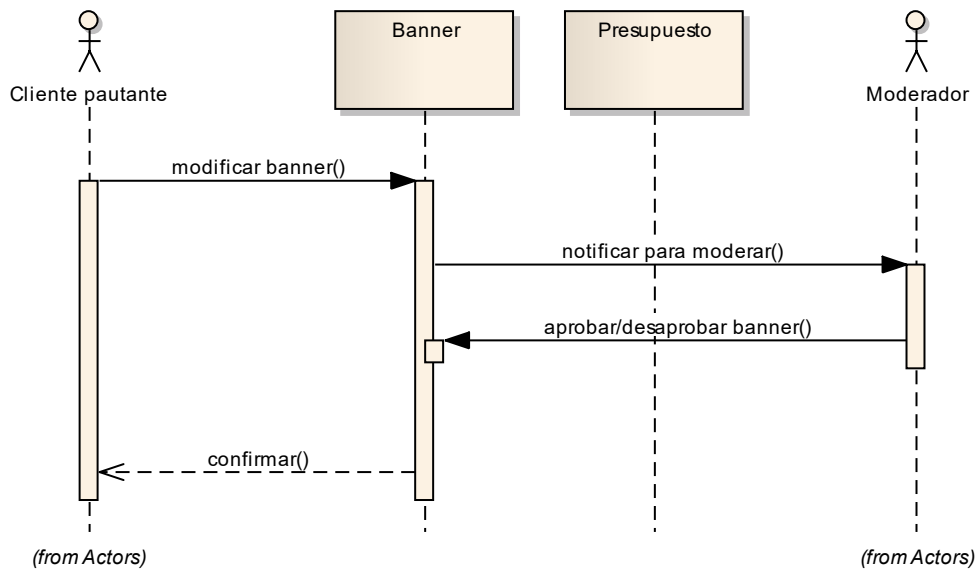 Banner
Presupuesto
Cliente pautante
Moderador
modificar banner()
notificar para moderar()
aprobar/desaprobar banner()
confirmar()
(from Actors)
(from Actors)